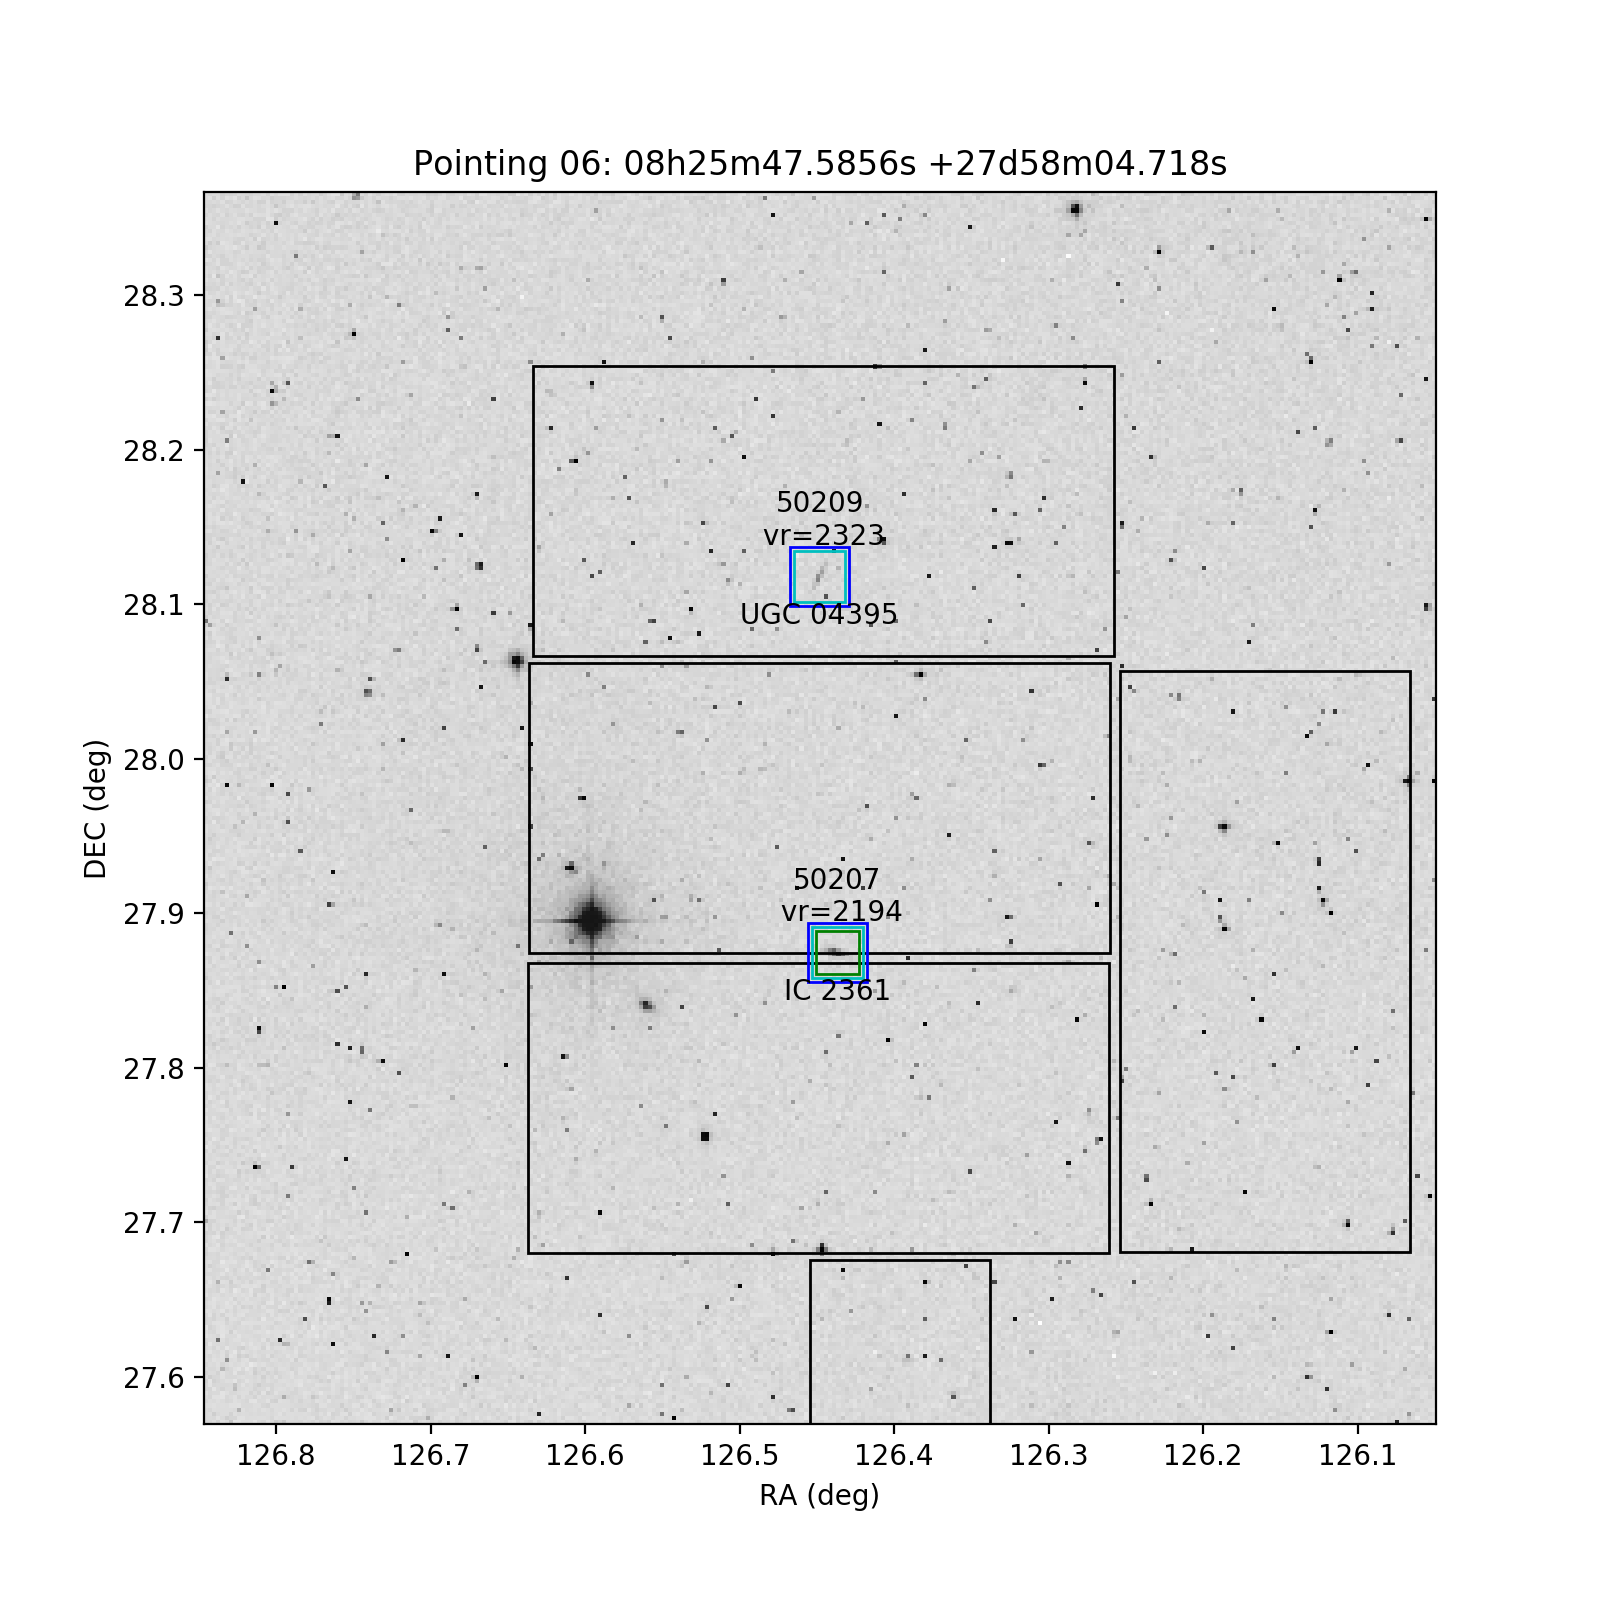 Pointing 06: 08h25m47.5856s +27d58m04.718s
28.3
28.2
28.1
28.0
27.9
27.8
27.7
27.6
DEC (deg)
50209
vr=2323
UGC 04395
50207
vr=2194
IC 2361
126.8 126.7 126.6 126.5 126.4 126.3 126.2 126.1
RA (deg)